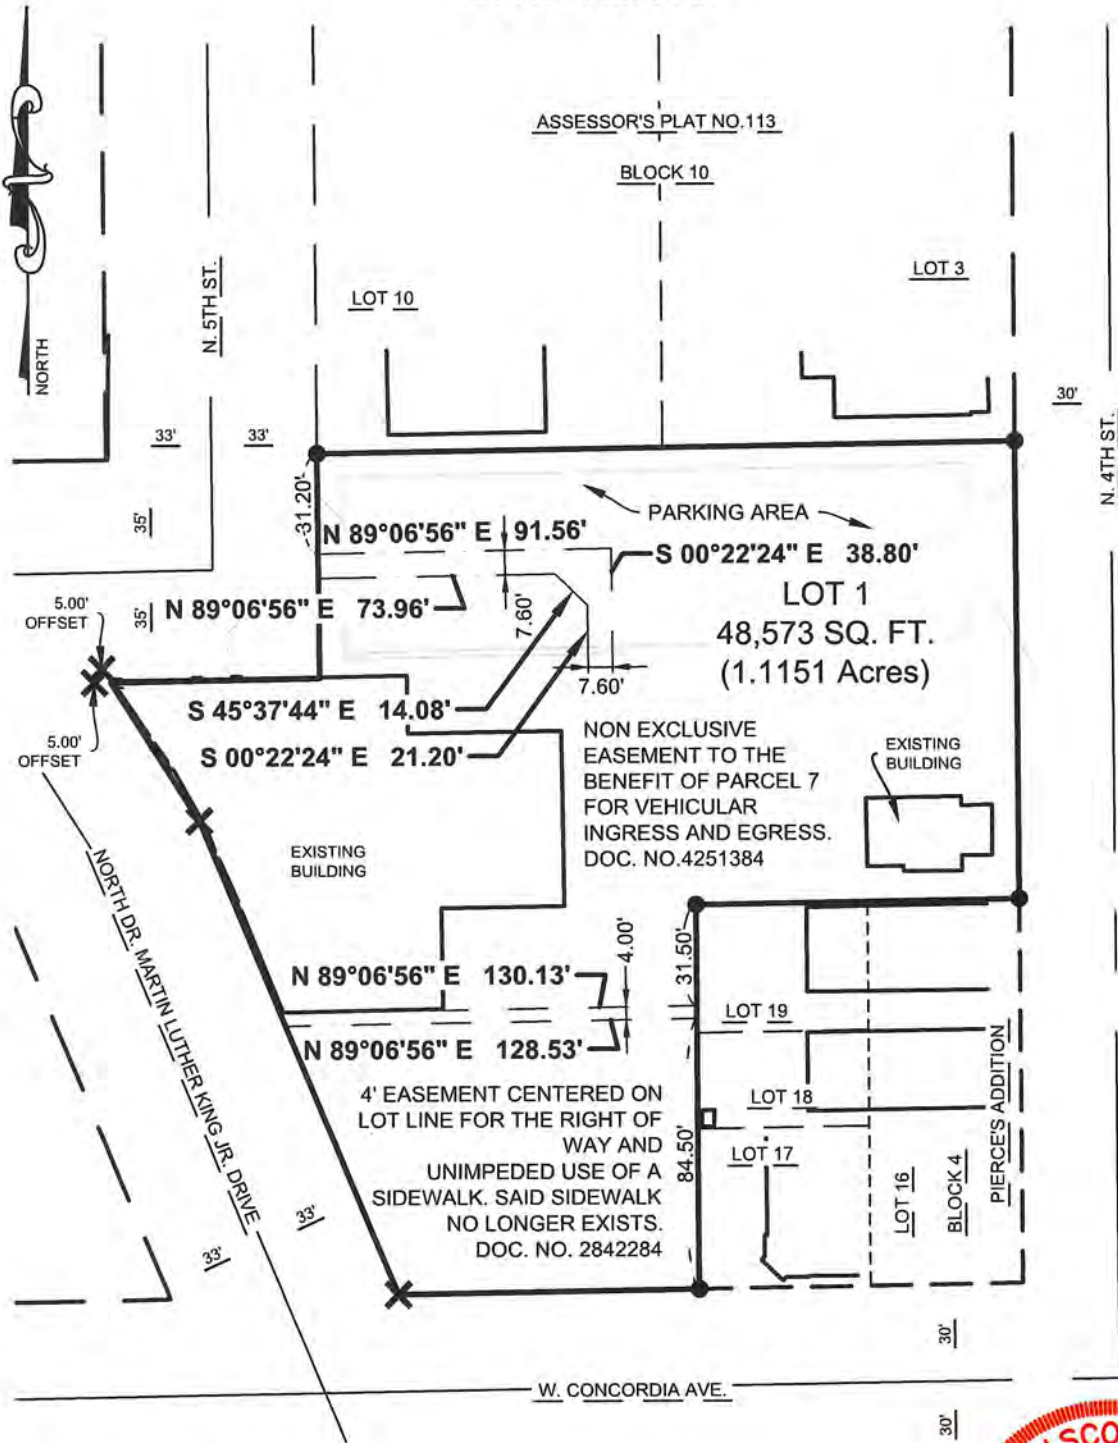 ASSESSOR'S PLAT NO.113
BLOCK 10
N. 5TH ST.
LOT 10
LOT 3
NORTH
30'
N. 4TH ST.
33'
33'
31.20'
PARKING AREA
35'
N 89°06'56" E 91.56'
S 00°22'24" E 38.80'
LOT 1
48,573 SQ. FT.
(1.1151 Acres)
5.00'
OFFSET
35'
N 89°06'56" E 73.96'
7.60'
7.60'
S 45°37'44" E 14.08'
S 00°22'24" E 21.20'
5.00'
OFFSET
NON EXCLUSIVE
EASEMENT TO THE
BENEFIT OF PARCEL 7
FOR VEHICULAR
INGRESS AND EGRESS.
DOC. NO.4251384
EXISTING
BUILDING
EXISTING
BUILDING
NORTH DR. MARTIN LUTHER KING JR. DRIVE
4.00'
31.50'
N 89°06'56" E 130.13'
LOT 19
N 89°06'56" E 128.53'
4' EASEMENT CENTERED ON
LOT LINE FOR THE RIGHT OF
WAY AND
UNIMPEDED USE OF A
SIDEWALK. SAID SIDEWALK
NO LONGER EXISTS.
DOC. NO. 2842284
84.50'
LOT 18
LOT 17
LOT 16
BLOCK 4
PIERCE'S ADDITION
33'
33'
30'
W. CONCORDIA AVE.
30'
SCO